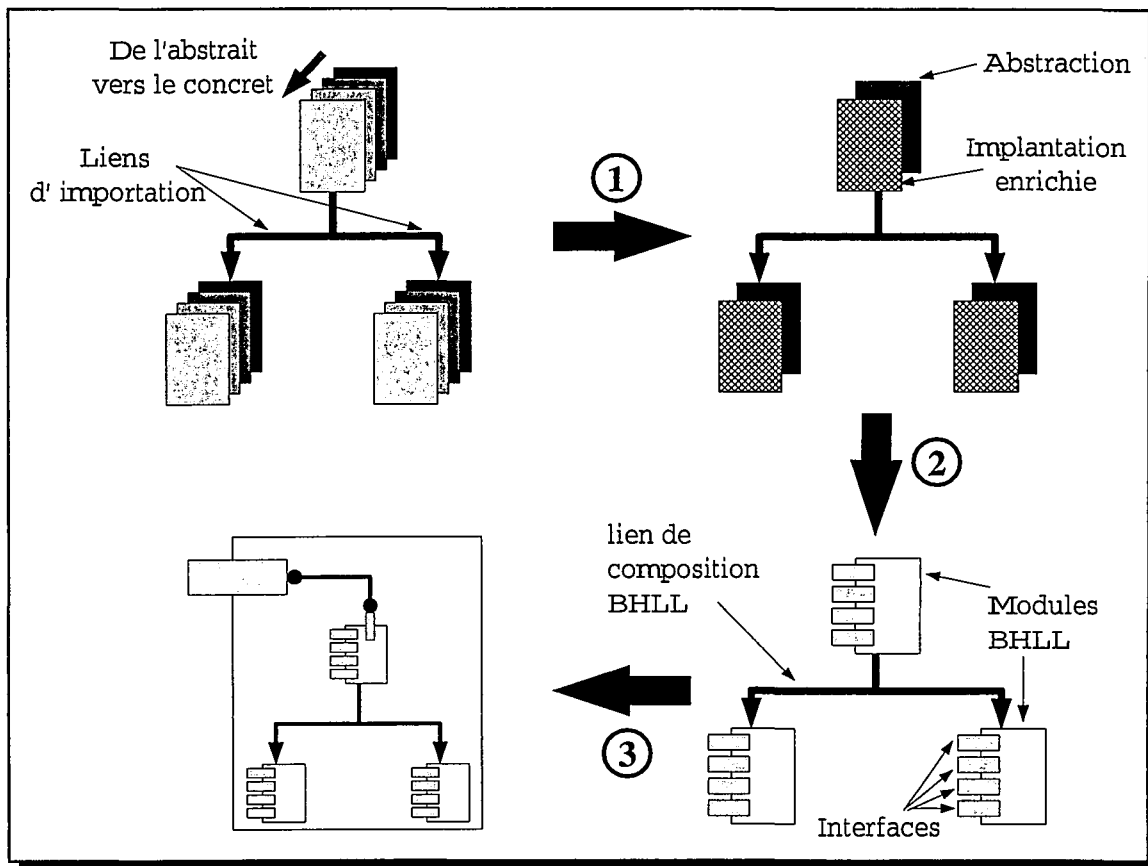 De l'abstrait
vers le concret
Liens
d' importation
1
Abstraction
Implantation
enrichie
2
lien de
composition
BHLL
Modules
BHLL
3
Interfaces